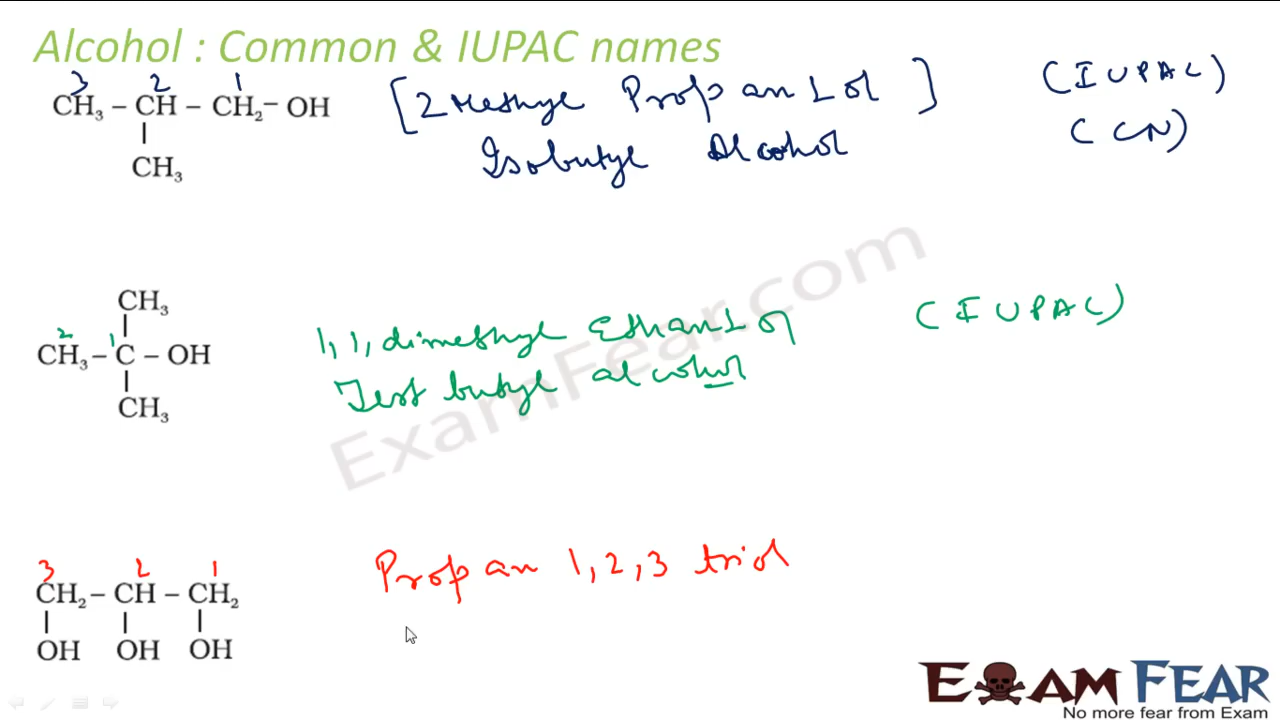 Alcohol : Common & IUPAC names
3 2 1
CH₃ – CH – CH₂ – OH [2 Methyl Propan 1 ol] (IUPAC)
CH₃ Isobutyl Alcohol (CN)
CH₃
2 1
CH₃ – C – OH 1, 1, dimethyl Ethan 1 ol (IUPAC)
CH₃ Tert butyl alcohol
3 2 1
CH₂ – CH – CH₂ Propan 1, 2, 3 triol
OH OH OH
ExamFear.com
EXAM FEAR
No more fear from Exam